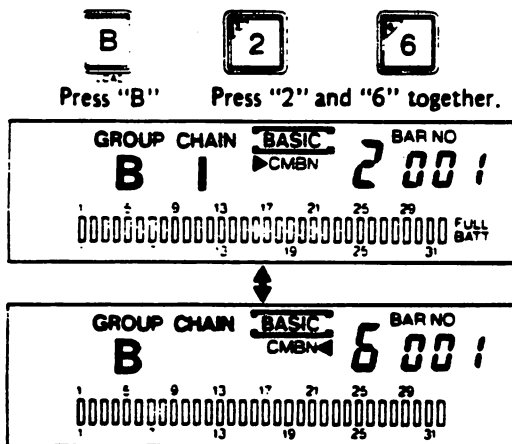 B 2 6
Press "B" Press "2" and "6" together.
GROUP CHAIN BASIC BAR NO
B 1 ▶CMBN 2 001
1 5 9 13 17 21 25 29
FULL
BATT
13 19 25 31
GROUP CHAIN BASIC BAR NO
B CMBN◀ 6 001
9 13 17 21 25 29
1 7 13 19 25 31